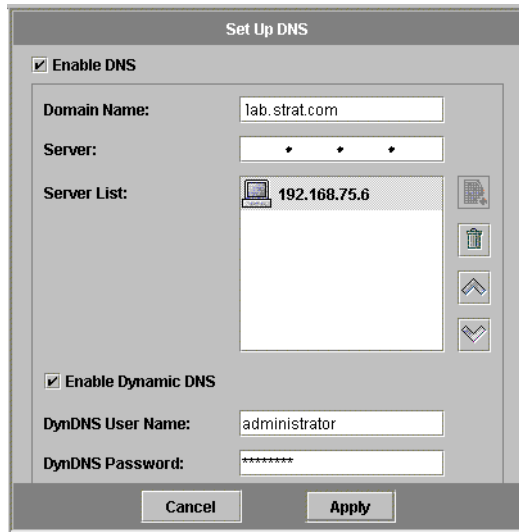 Set Up DNS
Enable DNS
Domain Name: lab.strat.com
Server: . . .
Server List: 192.168.75.6
Enable Dynamic DNS
DynDNS User Name: administrator
DynDNS Password: ********
Cancel Apply